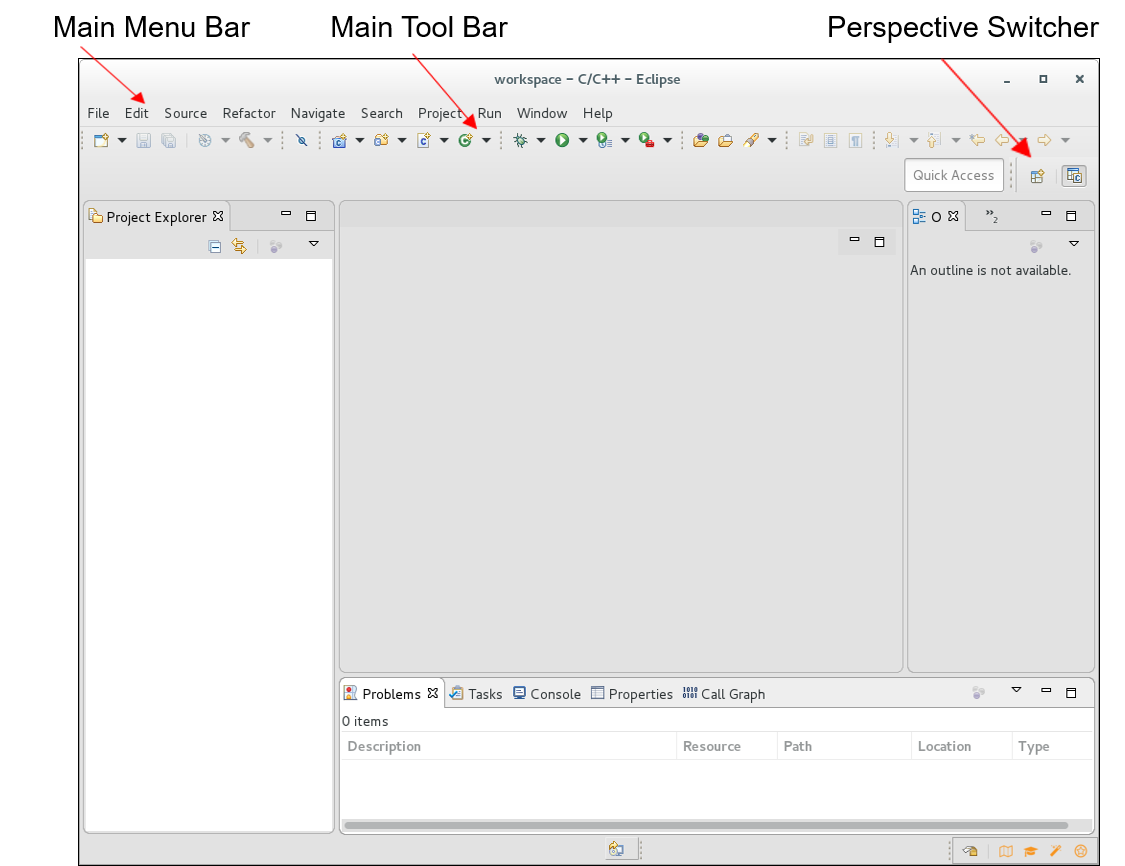 Main Menu Bar Main Tool Bar Perspective Switcher
workspace – C/C++ – Eclipse
File Edit Source Refactor Navigate Search Project Run Window Help
Quick Access
Project Explorer
O
»2
An outline is not available.
Problems Tasks Console Properties Call Graph
0 items
Description Resource Path Location Type